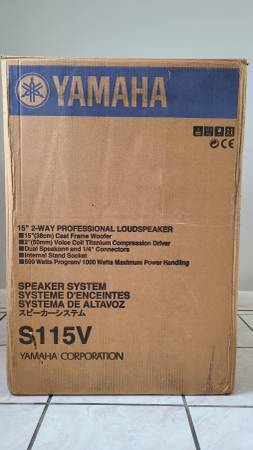 YAMAHA
15" 2-WAY PROFESSIONAL LOUDSPEAKER
■15"(38cm) Cast Frame Woofer
■2"(50mm) Voice Coil Titanium Compression Driver
■Dual Speakon® and 1/4" Connectors
■Internal Stand Socket
■500 Watts Program/ 1000 Watts Maximum Power Handling
SPEAKER SYSTEM
SYSTEME D'ENCEINTES
SYSTEMA DE ALTAVOZ
スピーカーシステム
S115V
YAMAHA CORPORATION